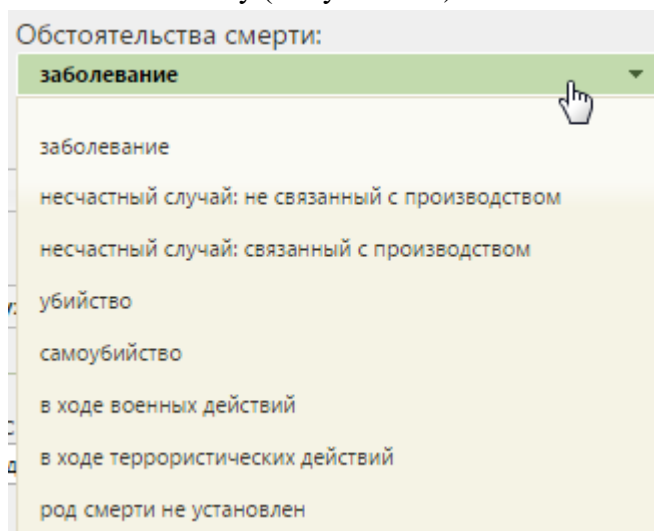 Обстоятельства смерти:
заболевание
заболевание
несчастный случай: не связанный с производством
несчастный случай: связанный с производством
убийство
самоубийство
в ходе военных действий
в ходе террористических действий
род смерти не установлен